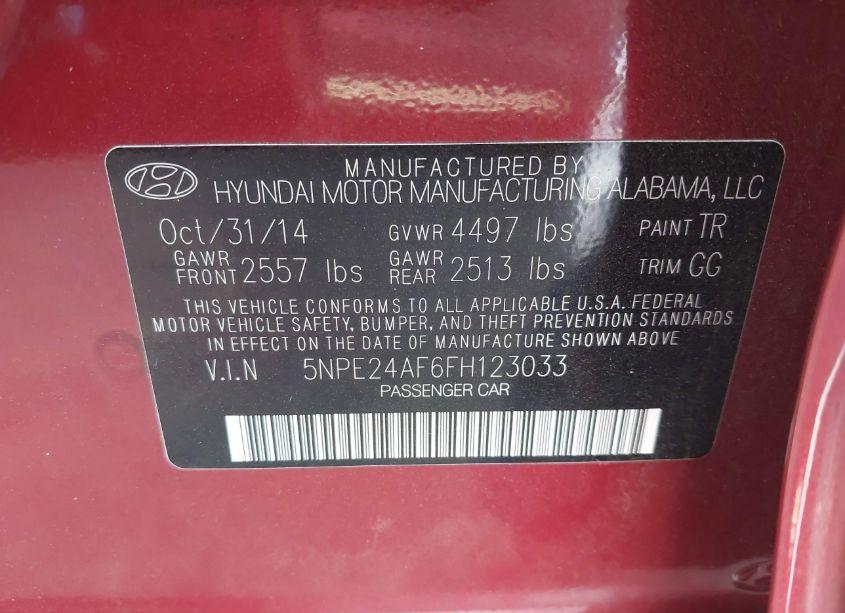 MANUFACTURED BY
HYUNDAI MOTOR MANUFACTURING ALABAMA, LLC
Oct/31/14 GVWR 4497 lbs PAINT TR
GAWR FRONT 2557 lbs GAWR REAR 2513 lbs TRIM GG
THIS VEHICLE CONFORMS TO ALL APPLICABLE U.S.A. FEDERAL
MOTOR VEHICLE SAFETY, BUMPER, AND THEFT PREVENTION STANDARDS
IN EFFECT ON THE DATE OF MANUFACTURE SHOWN ABOVE
V.I.N 5NPE24AF6FH123033
PASSENGER CAR